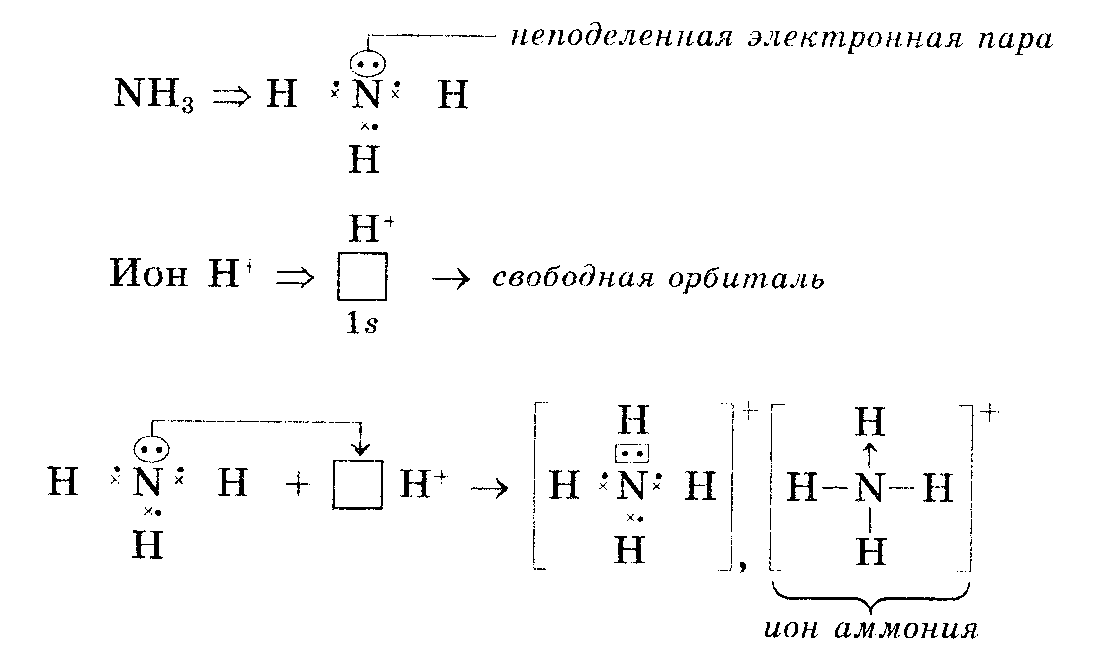 неподеленная электронная пара
NH₃ ⇒ H N H
H
H⁺
Ион H⁺ ⇒ □ → свободная орбиталь
1s
H N H + □ H⁺ → [H N H]⁺, [H–N–H]⁺
H
H
↑
H
|
H
H
ион аммония